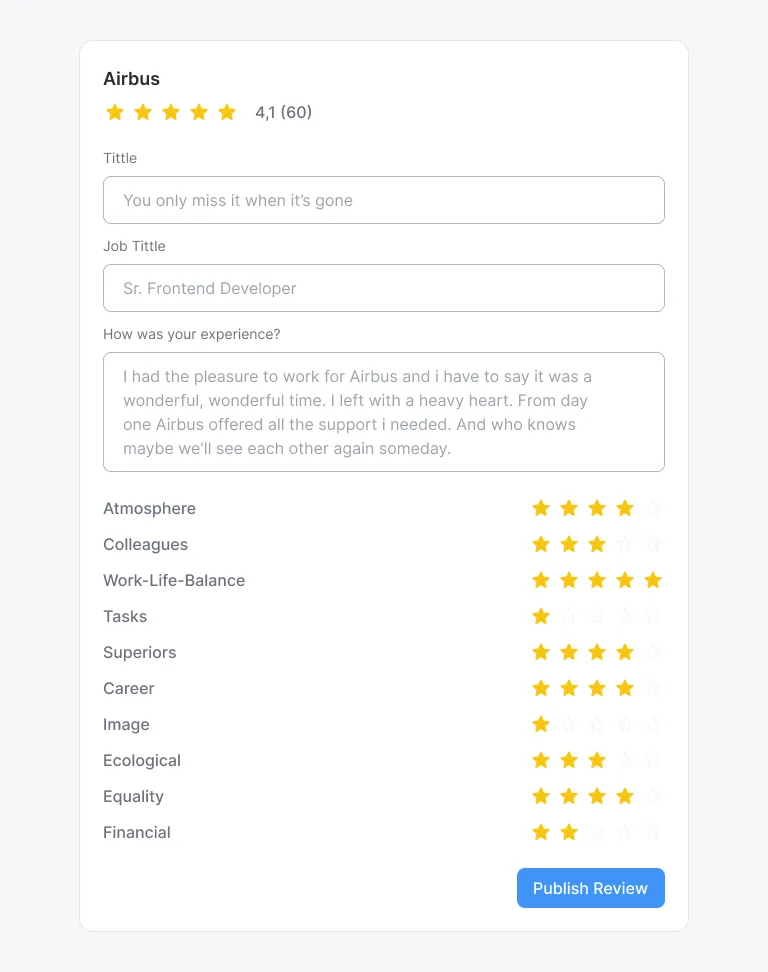 Airbus
4,1 (60)
Tittle
You only miss it when it’s gone
Job Tittle
Sr. Frontend Developer
How was your experience?
I had the pleasure to work for Airbus and i have to say it was a
wonderful, wonderful time. I left with a heavy heart. From day
one Airbus offered all the support i needed. And who knows
maybe we'll see each other again someday.
Atmosphere
Colleagues
Work-Life-Balance
Tasks
Superiors
Career
Image
Ecological
Equality
Financial
Publish Review